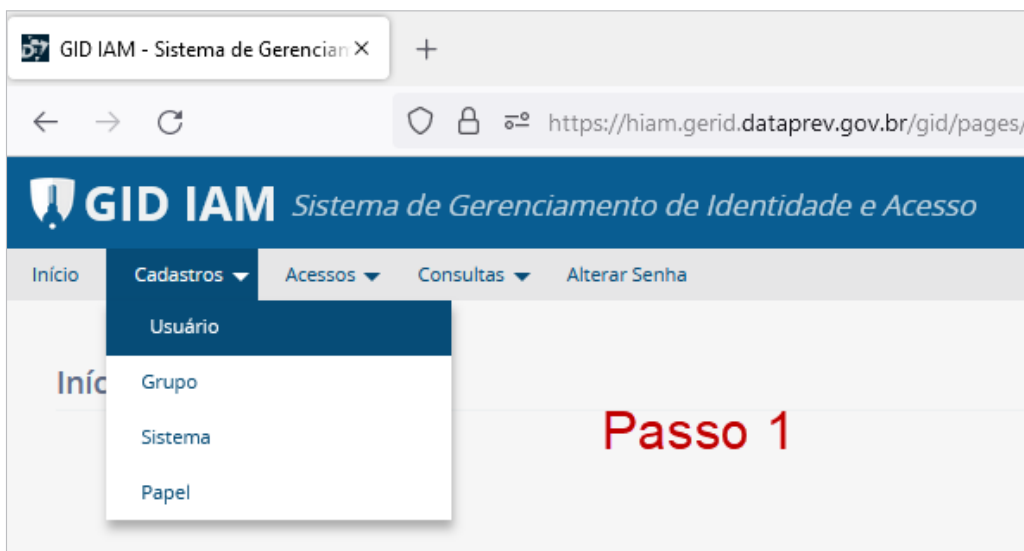 GID IAM - Sistema de Gerencian
https://hiam.gerid.dataprev.gov.br/gid/pages/
GID IAM Sistema de Gerenciamento de Identidade e Acesso
Início Cadastros Acessos Consultas Alterar Senha
Usuário
Iníc
Grupo
Sistema
Passo 1
Papel